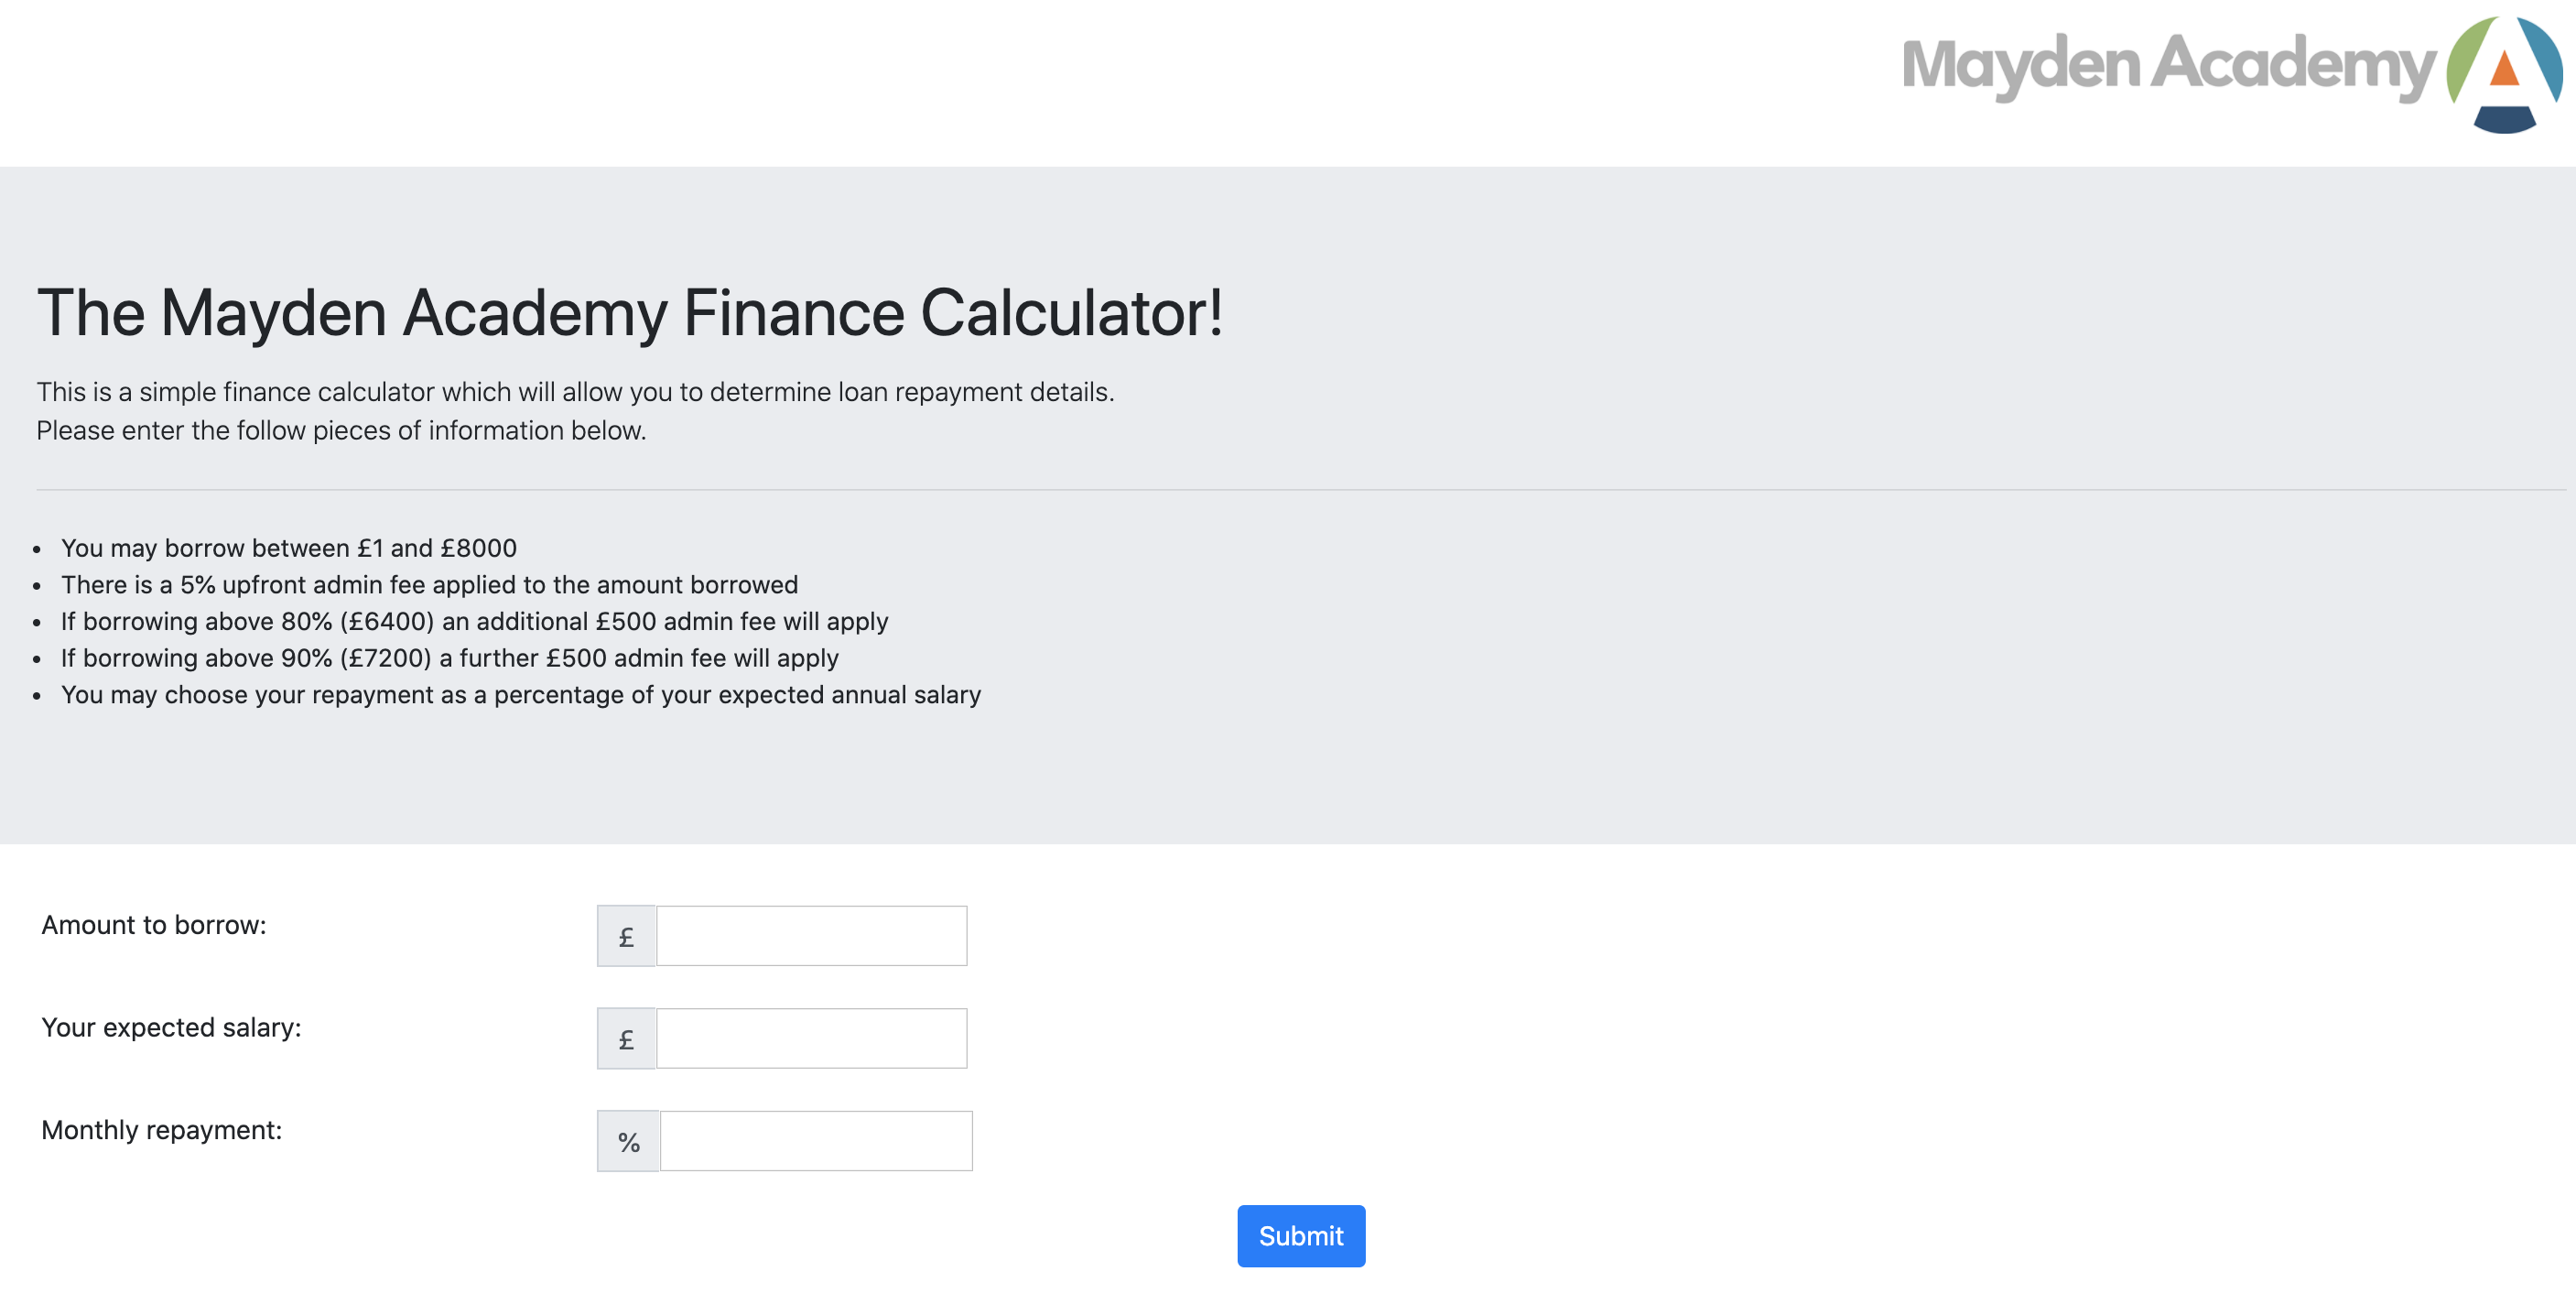 Mayden Academy
The Mayden Academy Finance Calculator!
This is a simple finance calculator which will allow you to determine loan repayment details.
Please enter the follow pieces of information below.
• You may borrow between £1 and £8000
• There is a 5% upfront admin fee applied to the amount borrowed
• If borrowing above 80% (£6400) an additional £500 admin fee will apply
• If borrowing above 90% (£7200) a further £500 admin fee will apply
• You may choose your repayment as a percentage of your expected annual salary
Amount to borrow: £
Your expected salary: £
Monthly repayment: %
Submit